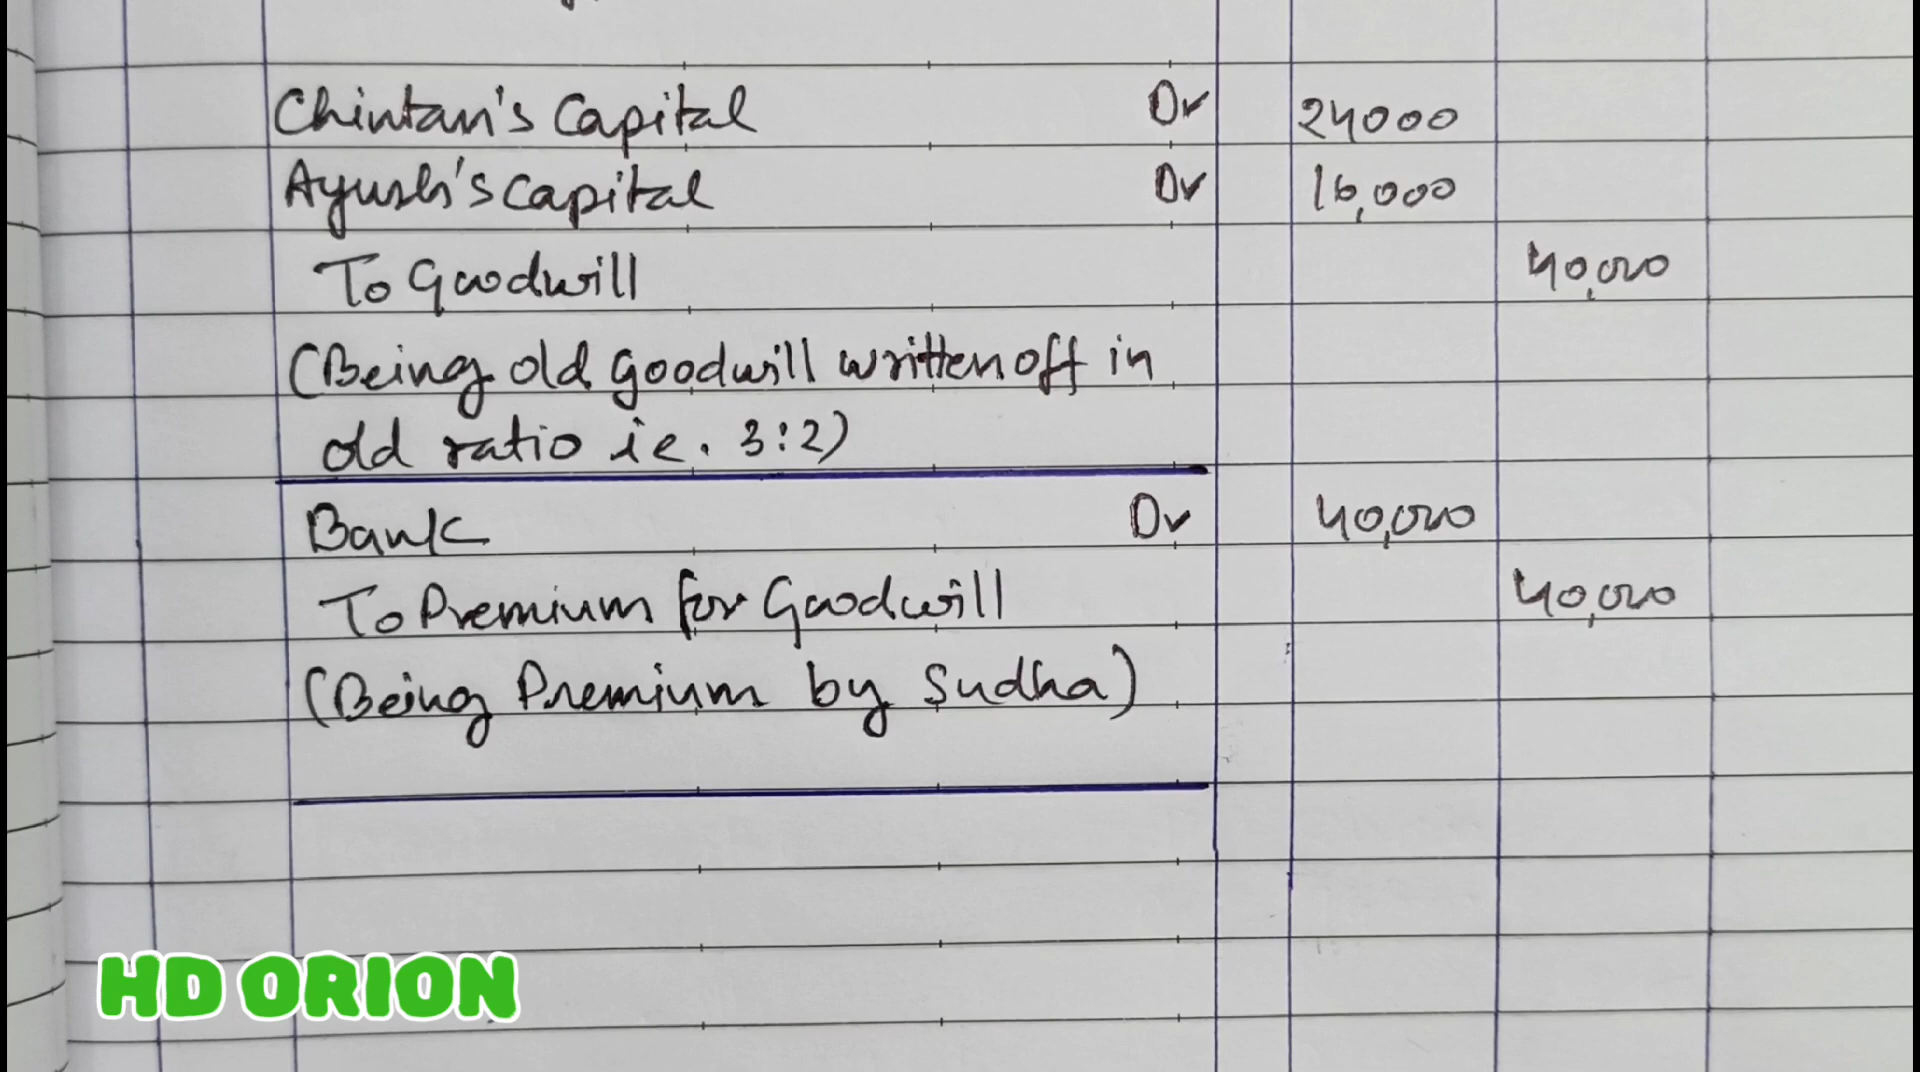 Chintan's Capital Dr 24000
Ayush's Capital Dr 16,000
To Goodwill 40,000
(Being old goodwill written off in
old ratio ie. 3:2)
Bank Dr 40,000
To Premium for Goodwill 40,000
(Being Premium by Sudha)
HD ORION